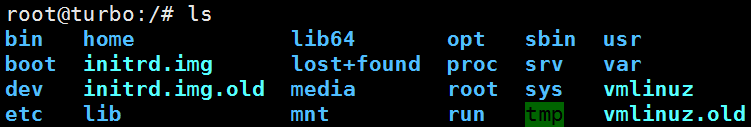 root@turbo:/# ls
bin   home            lib64       opt   sbin  usr
boot  initrd.img      lost+found  proc  srv   var
dev   initrd.img.old  media       root  sys   vmlinuz
etc   lib             mnt         run   tmp   vmlinuz.old